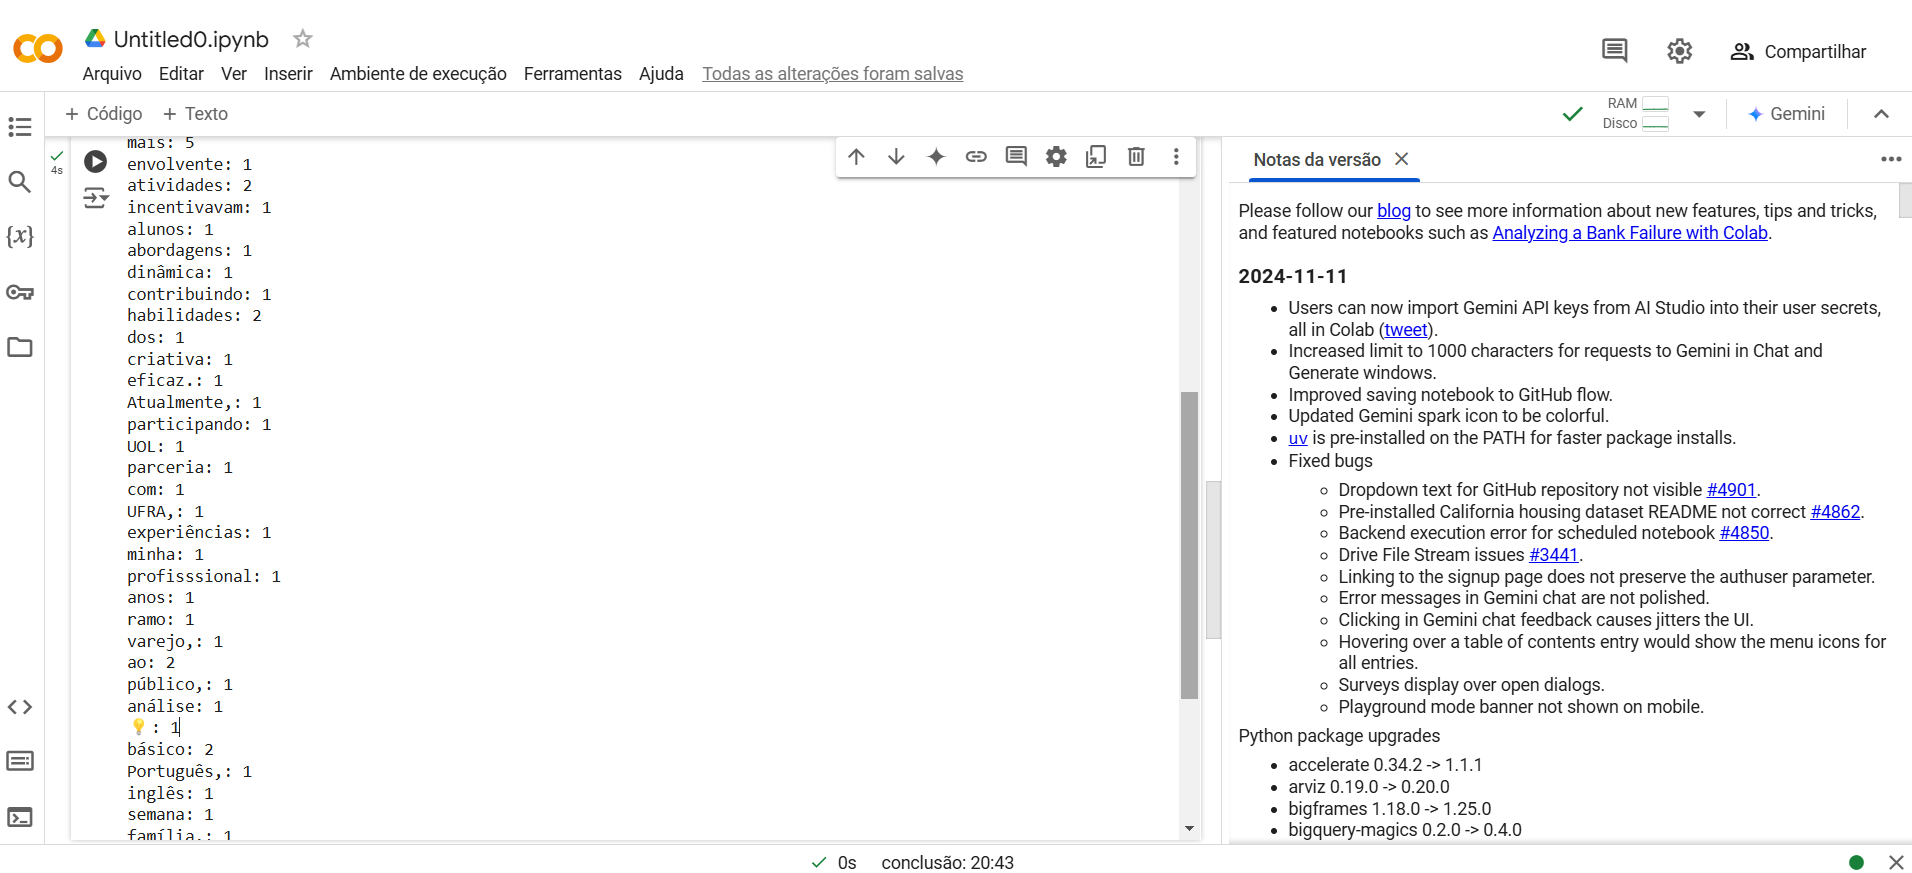 Untitled0.ipynb
Arquivo Editar Ver Inserir Ambiente de execução Ferramentas Ajuda Todas as alterações foram salvas
Compartilhar
+ Código + Texto
RAM
Disco
Gemini
4s
mais: 5
envolvente: 1
atividades: 2
incentivavam: 1
alunos: 1
abordagens: 1
dinâmica: 1
contribuindo: 1
habilidades: 2
dos: 1
criativa: 1
eficaz.: 1
Atualmente,: 1
participando: 1
UOL: 1
parceria: 1
com: 1
UFRA,: 1
experiências: 1
minha: 1
profisssional: 1
anos: 1
ramo: 1
varejo,: 1
ao: 2
público,: 1
análise: 1
💡: 1
básico: 2
Português,: 1
inglês: 1
semana: 1
família.: 1
Notas da versão
Please follow our blog to see more information about new features, tips and tricks,
and featured notebooks such as Analyzing a Bank Failure with Colab.
2024-11-11
Users can now import Gemini API keys from AI Studio into their user secrets,
all in Colab (tweet).
Increased limit to 1000 characters for requests to Gemini in Chat and
Generate windows.
Improved saving notebook to GitHub flow.
Updated Gemini spark icon to be colorful.
uv is pre-installed on the PATH for faster package installs.
Fixed bugs
Dropdown text for GitHub repository not visible #4901.
Pre-installed California housing dataset README not correct #4862.
Backend execution error for scheduled notebook #4850.
Drive File Stream issues #3441.
Linking to the signup page does not preserve the authuser parameter.
Error messages in Gemini chat are not polished.
Clicking in Gemini chat feedback causes jitters the UI.
Hovering over a table of contents entry would show the menu icons for
all entries.
Surveys display over open dialogs.
Playground mode banner not shown on mobile.
Python package upgrades
accelerate 0.34.2 -> 1.1.1
arviz 0.19.0 -> 0.20.0
bigframes 1.18.0 -> 1.25.0
bigquery-magics 0.2.0 -> 0.4.0
0s conclusão: 20:43